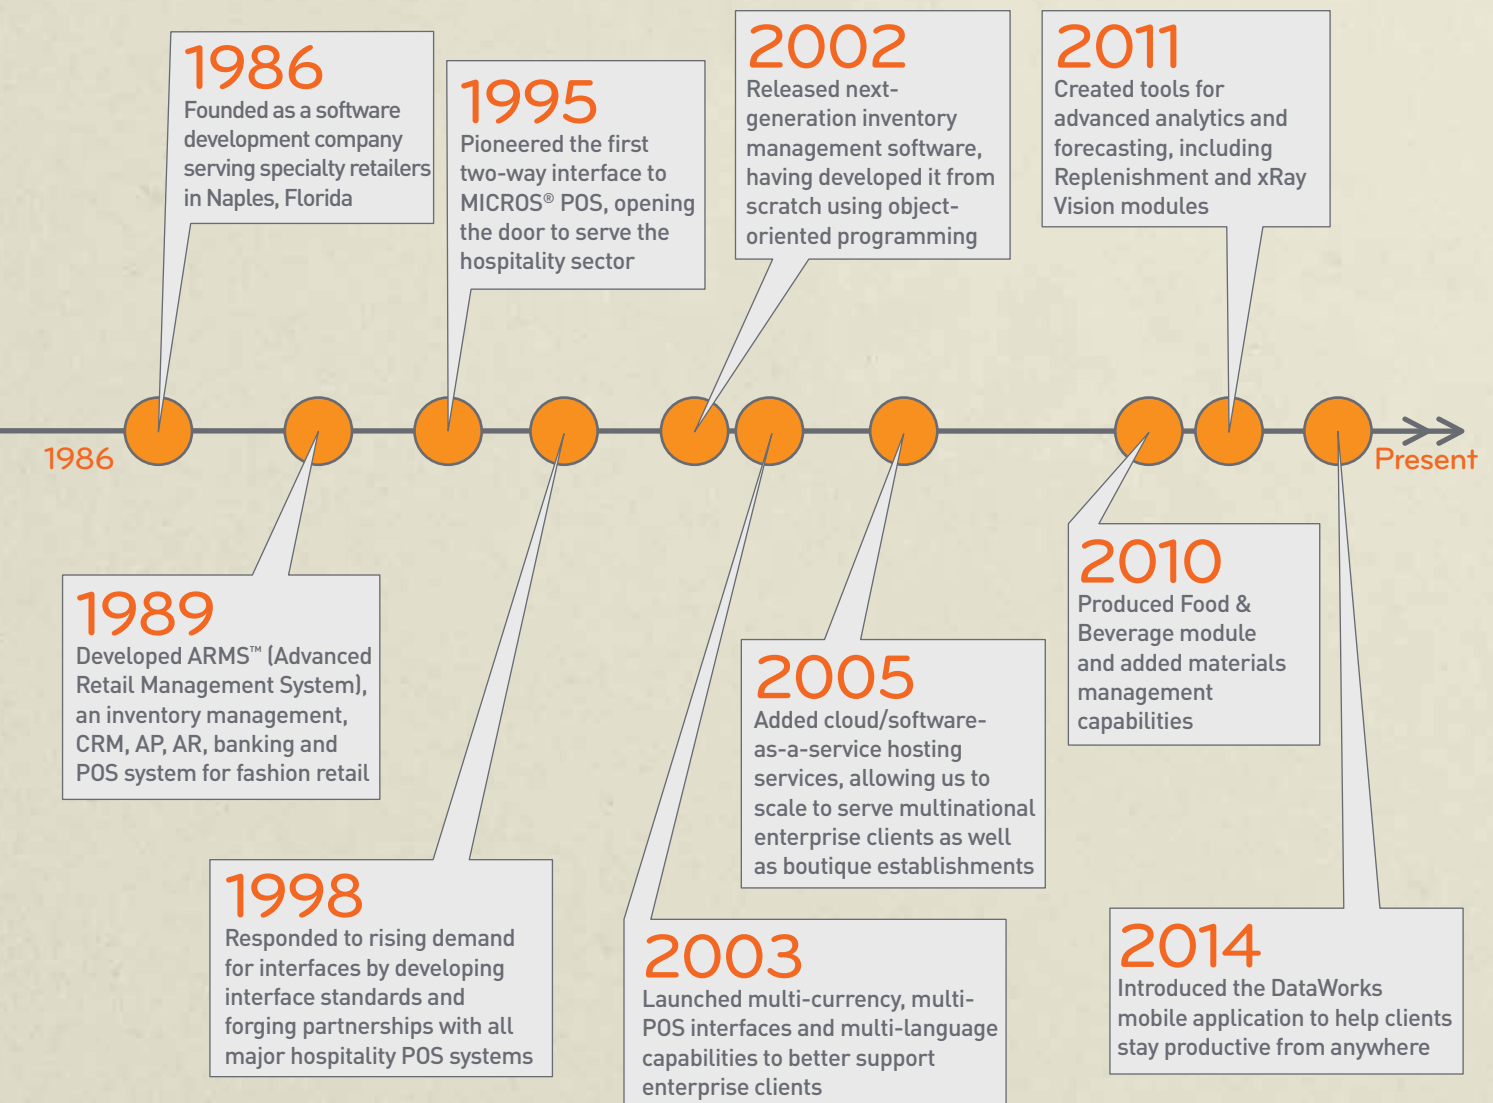 1986
Founded as a software
development company
serving specialty retailers
in Naples, Florida
1995
Pioneered the first
two-way interface to
MICROS® POS, opening
the door to serve the
hospitality sector
2002
Released next-
generation inventory
management software,
having developed it from
scratch using object-
oriented programming
2011
Created tools for
advanced analytics and
forecasting, including
Replenishment and xRay
Vision modules
1986
Present
1989
Developed ARMS™ (Advanced
Retail Management System),
an inventory management,
CRM, AP, AR, banking and
POS system for fashion retail
1998
Responded to rising demand
for interfaces by developing
interface standards and
forging partnerships with all
major hospitality POS systems
2003
Launched multi-currency, multi-
POS interfaces and multi-language
capabilities to better support
enterprise clients
2005
Added cloud/software-
as-a-service hosting
services, allowing us to
scale to serve multinational
enterprise clients as well
as boutique establishments
2010
Produced Food &
Beverage module
and added materials
management
capabilities
2014
Introduced the DataWorks
mobile application to help clients
stay productive from anywhere